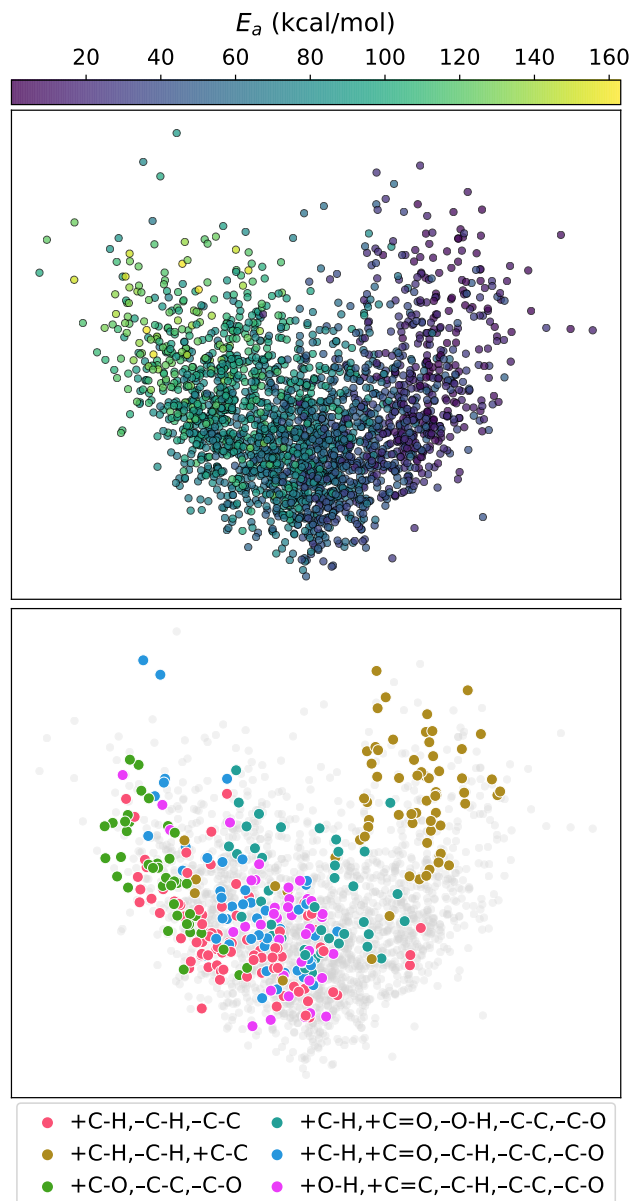 E_a (kcal/mol)
20 40 60 80 100 120 140 160
+C-H,–C-H,–C-C
+C-H,–C-H,+C-C
+C-O,–C-C,–C-O
+C-H,+C=O,–O-H,–C-C,–C-O
+C-H,+C=O,–C-H,–C-C,–C-O
+O-H,+C=C,–C-H,–C-C,–C-O